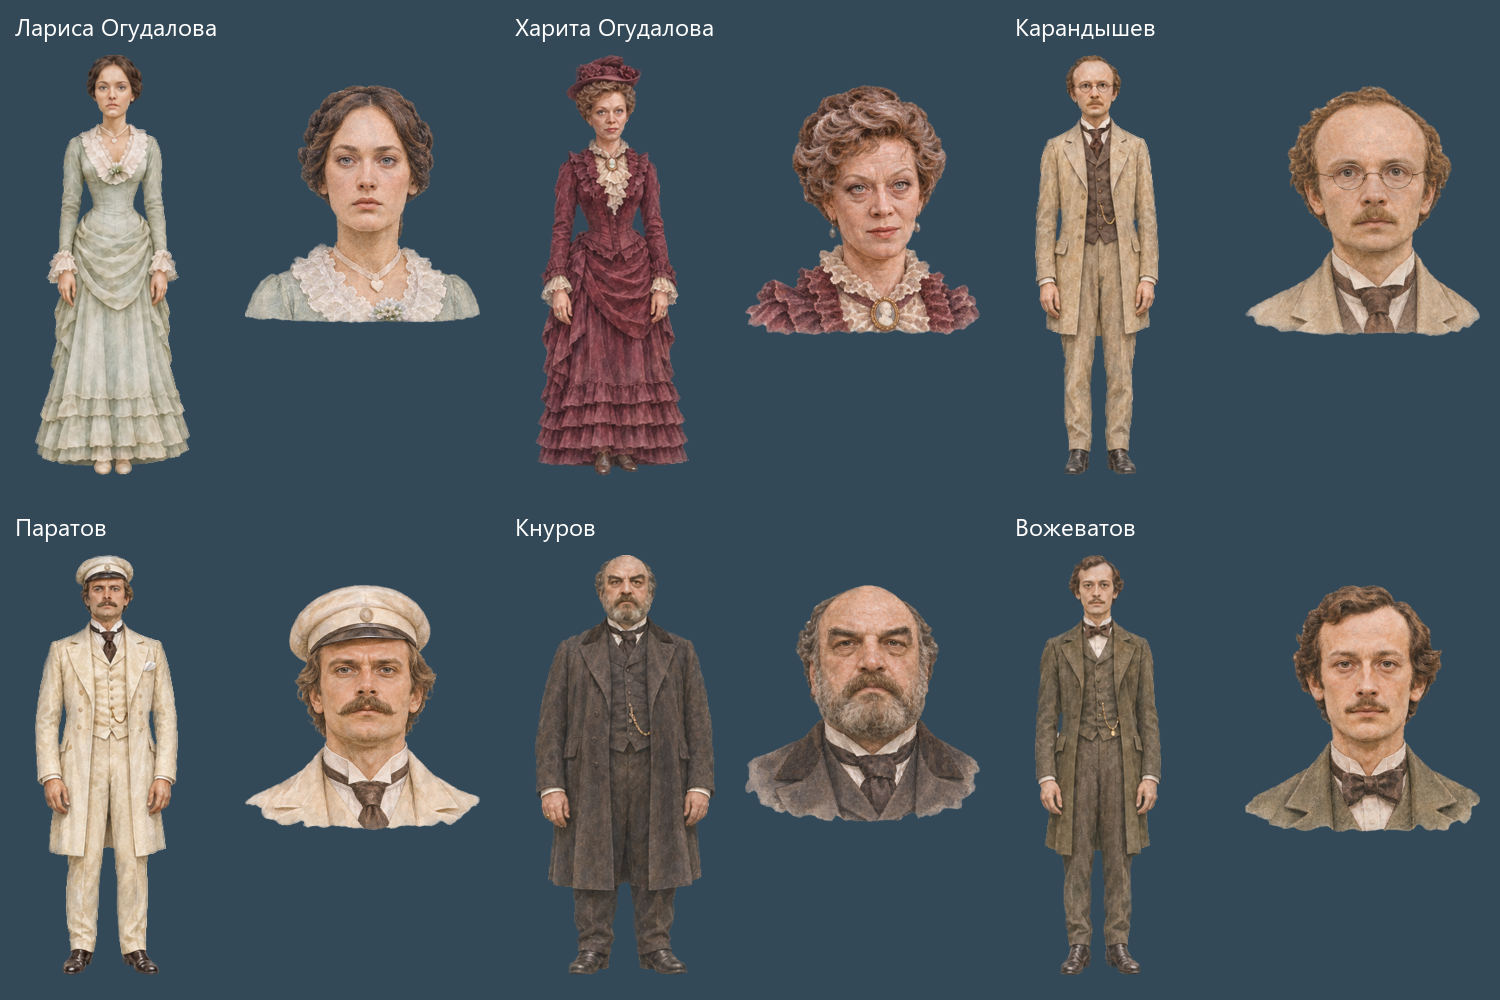 Лариса Огудалова
Харита Огудалова
Карандышев
Паратов
Кнуров
Вожеватов